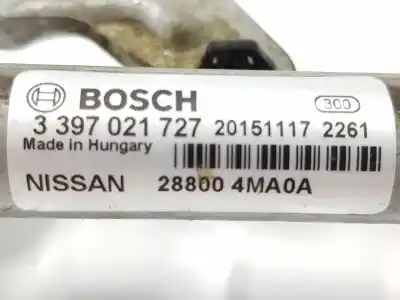 BOSCH 300
3 397 021 727 20151117 2261
Made in Hungary
NISSAN 28800 4MA0A